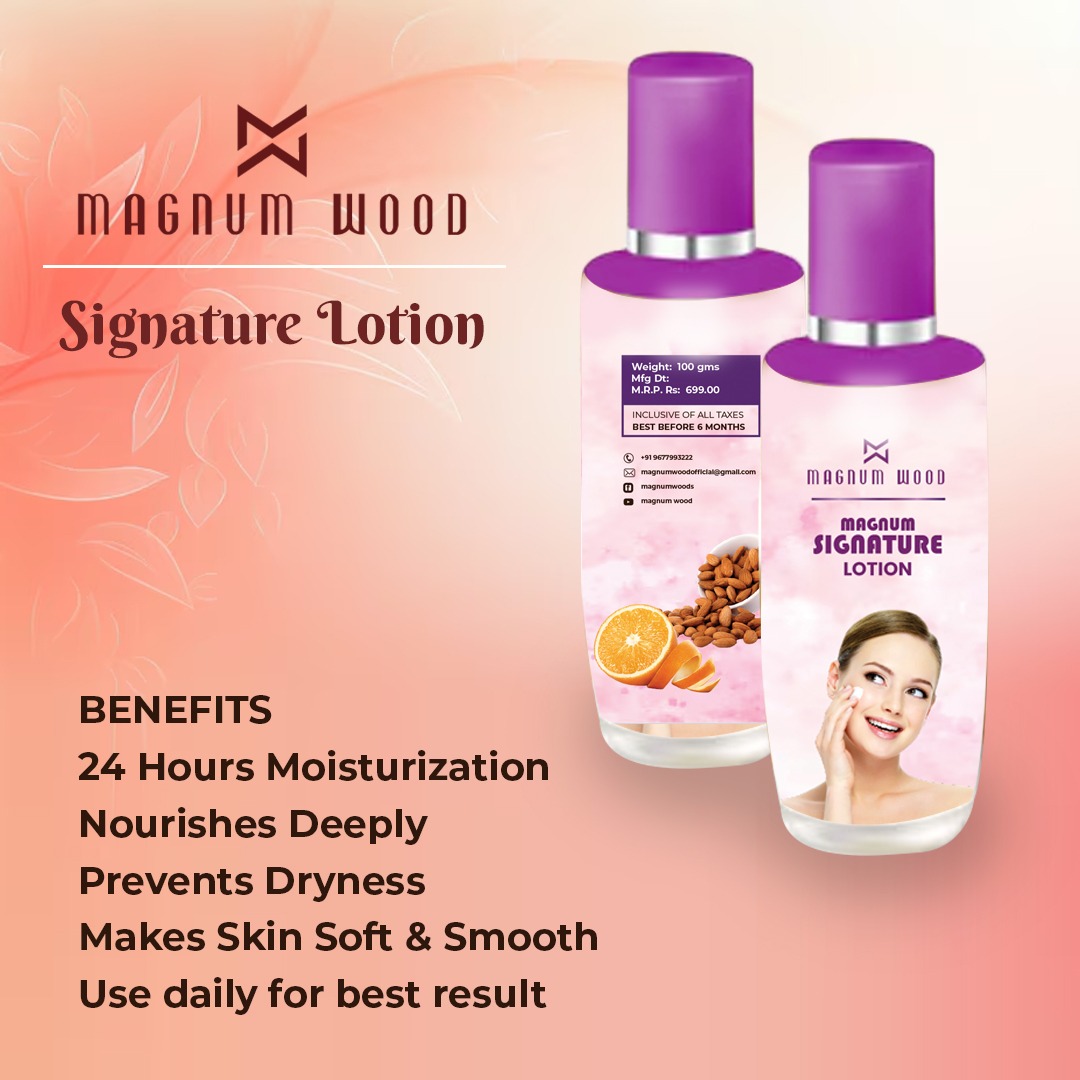 MAGNUM WOOD
Signature Lotion
Weight: 100 gms
Mfg Dt:
M.R.P. Rs: 699.00
INCLUSIVE OF ALL TAXES
BEST BEFORE 6 MONTHS
+91 9677993222
magnumwoodofficial@gmail.com
magnumwoods
magnum wood
MAGNUM WOOD
MAGNUM
SIGNATURE
LOTION
BENEFITS
24 Hours Moisturization
Nourishes Deeply
Prevents Dryness
Makes Skin Soft & Smooth
Use daily for best result